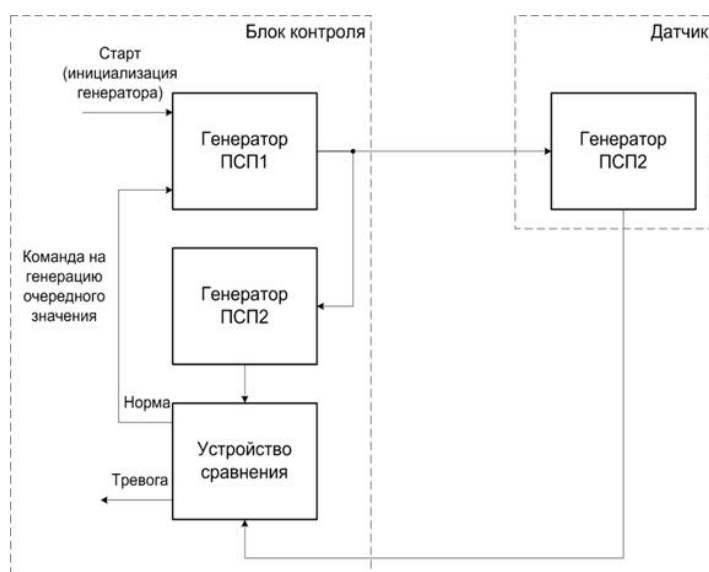 Блок контроля
Датчик
Старт
(инициализация
генератора)
Генератор
ПСП1
Генератор
ПСП2
Команда на
генерацию
очередного
значения
Генератор
ПСП2
Норма
Устройство
сравнения
Тревога